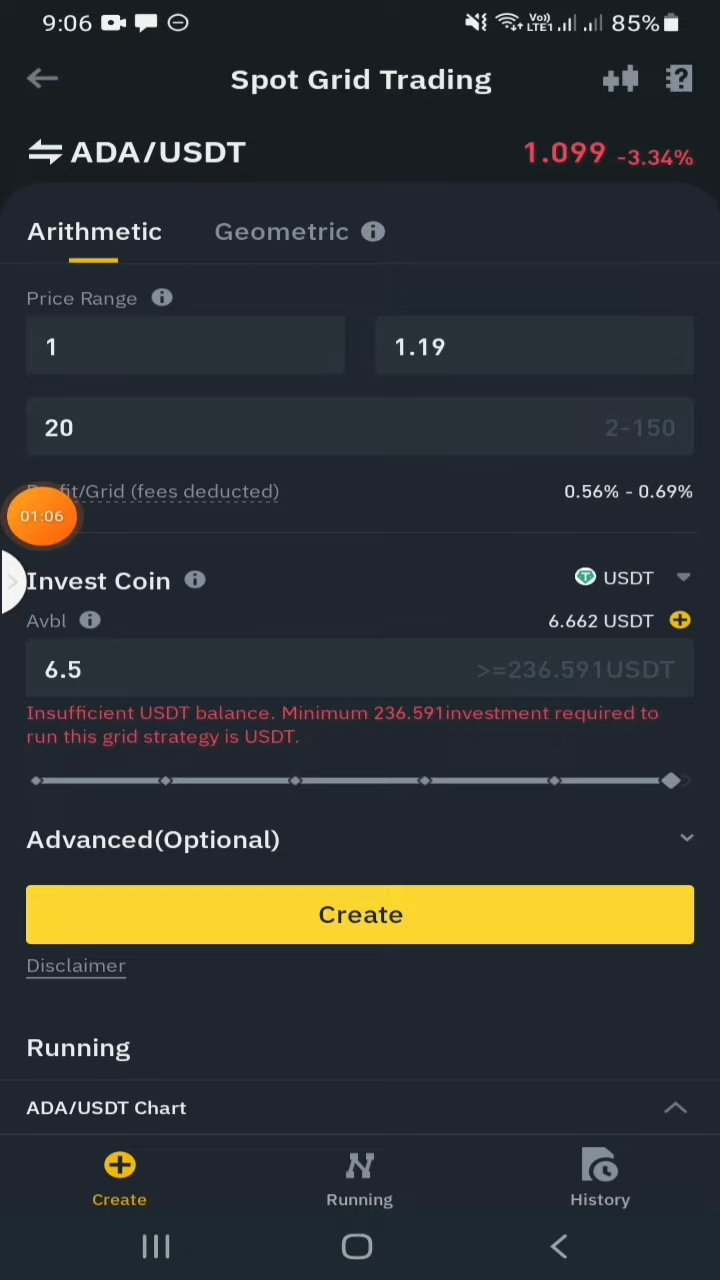 9:06 Vo)) LTE1 85%
Spot Grid Trading
ADA/USDT 1.099 -3.34%
Arithmetic Geometric
Price Range
1 1.19
20 2-150
fit/Grid (fees deducted) 0.56% - 0.69%
01:06
Invest Coin USDT
Avbl 6.662 USDT
6.5 >=236.591USDT
Insufficient USDT balance. Minimum 236.591investment required to
run this grid strategy is USDT.
Advanced(Optional)
Create
Disclaimer
Running
ADA/USDT Chart
Create Running History